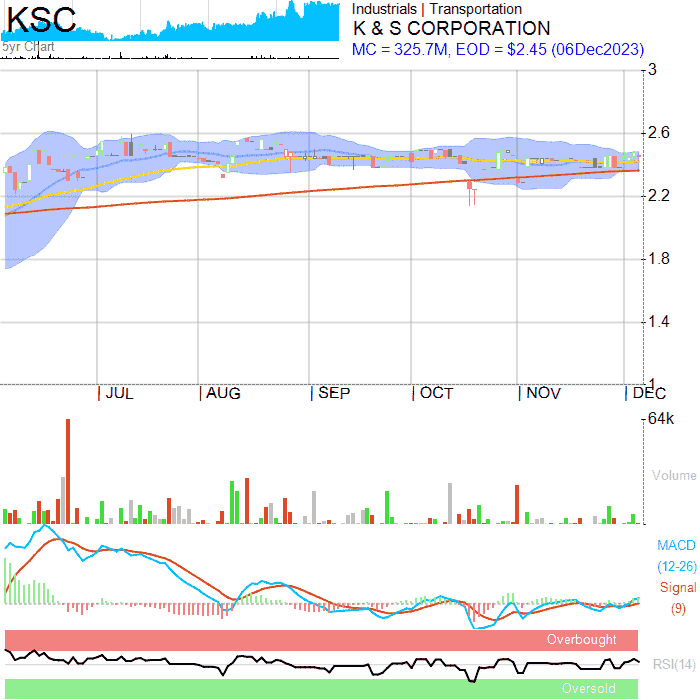 KSC
5yr Chart
Industrials | Transportation
K & S CORPORATION
MC = 325.7M, EOD = $2.45 (06Dec2023)
3
2.6
2.2
1.8
1.4
1
JUL AUG SEP OCT NOV DEC
64k
Volume
MACD
(12-26)
Signal
(9)
Overbought
RSI(14)
Oversold